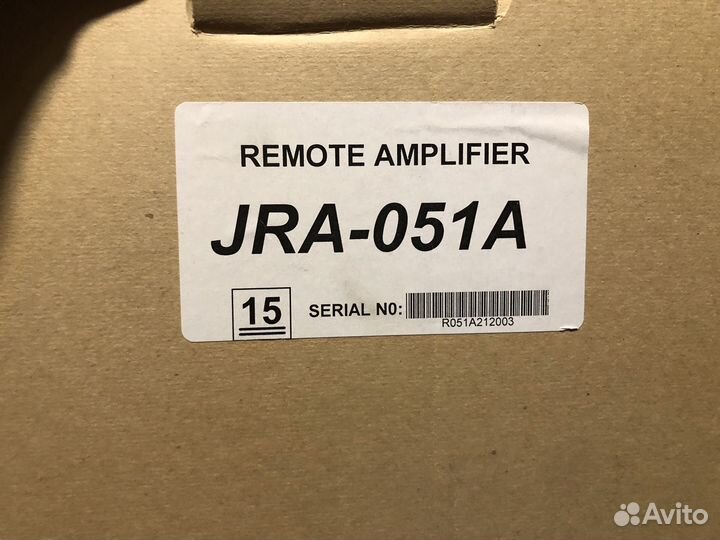 REMOTE AMPLIFIER
JRA-051A
15 SERIAL N0:
R051A212003
Avito